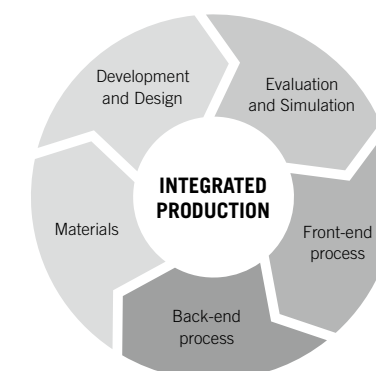 Development
and Design
Evaluation
and Simulation
INTEGRATED
PRODUCTION
Materials
Front-end
process
Back-end
process